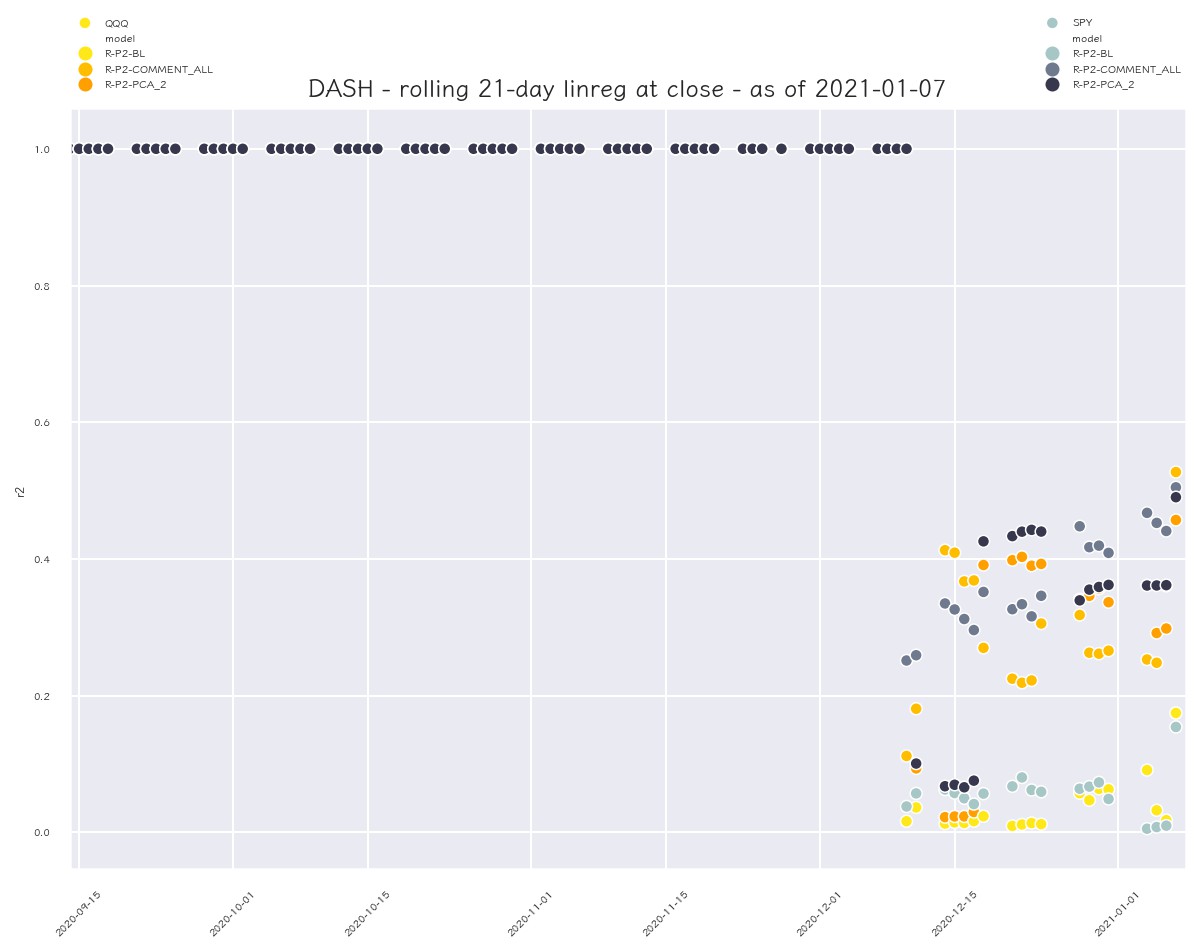 QQQ
model
R-P2-BL
R-P2-COMMENT_ALL
R-P2-PCA_2
SPY
model
R-P2-BL
R-P2-COMMENT_ALL
R-P2-PCA_2
DASH - rolling 21-day linreg at close - as of 2021-01-07
1.0
0.8
0.6
r2
0.4
0.2
0.0
2020-09-15
2020-10-01
2020-10-15
2020-11-01
2020-11-15
2020-12-01
2020-12-15
2021-01-01